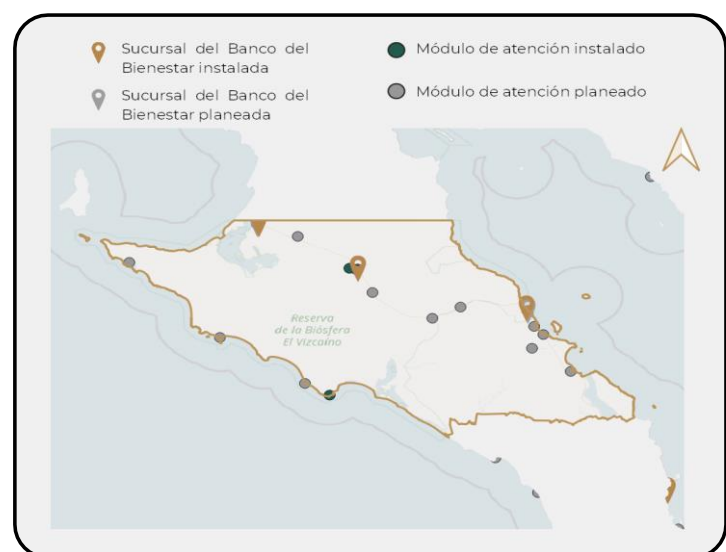 Sucursal del Banco del
Bienestar instalada
Sucursal del Banco del
Bienestar planeada
Módulo de atención instalado
Módulo de atención planeado
Reserva
de la Biósfera
El Vizcaíno